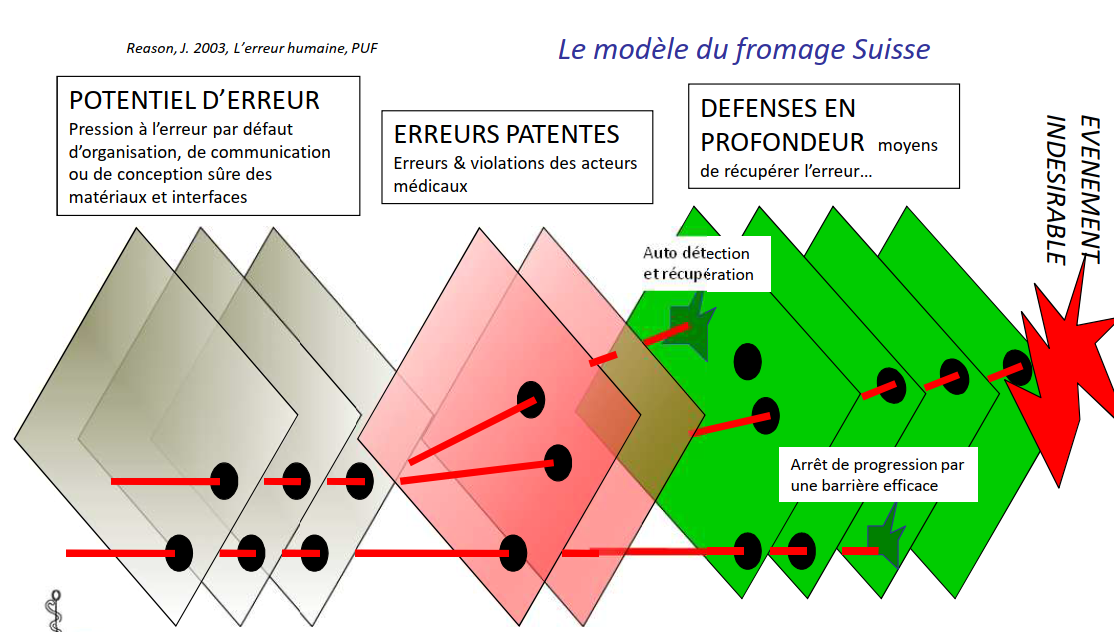 Reason, J. 2003, L'erreur humaine, PUF
Le modèle du fromage Suisse
POTENTIEL D'ERREUR
Pression à l'erreur par défaut
d'organisation, de communication
ou de conception sûre des
matériaux et interfaces
ERREURS PATENTES
Erreurs & violations des acteurs
médicaux
DEFENSES EN
PROFONDEUR moyens
de récupérer l'erreur...
EVENEMENT
INDESIRABLE
Auto détection
et récupération
Arrêt de progression par
une barrière efficace